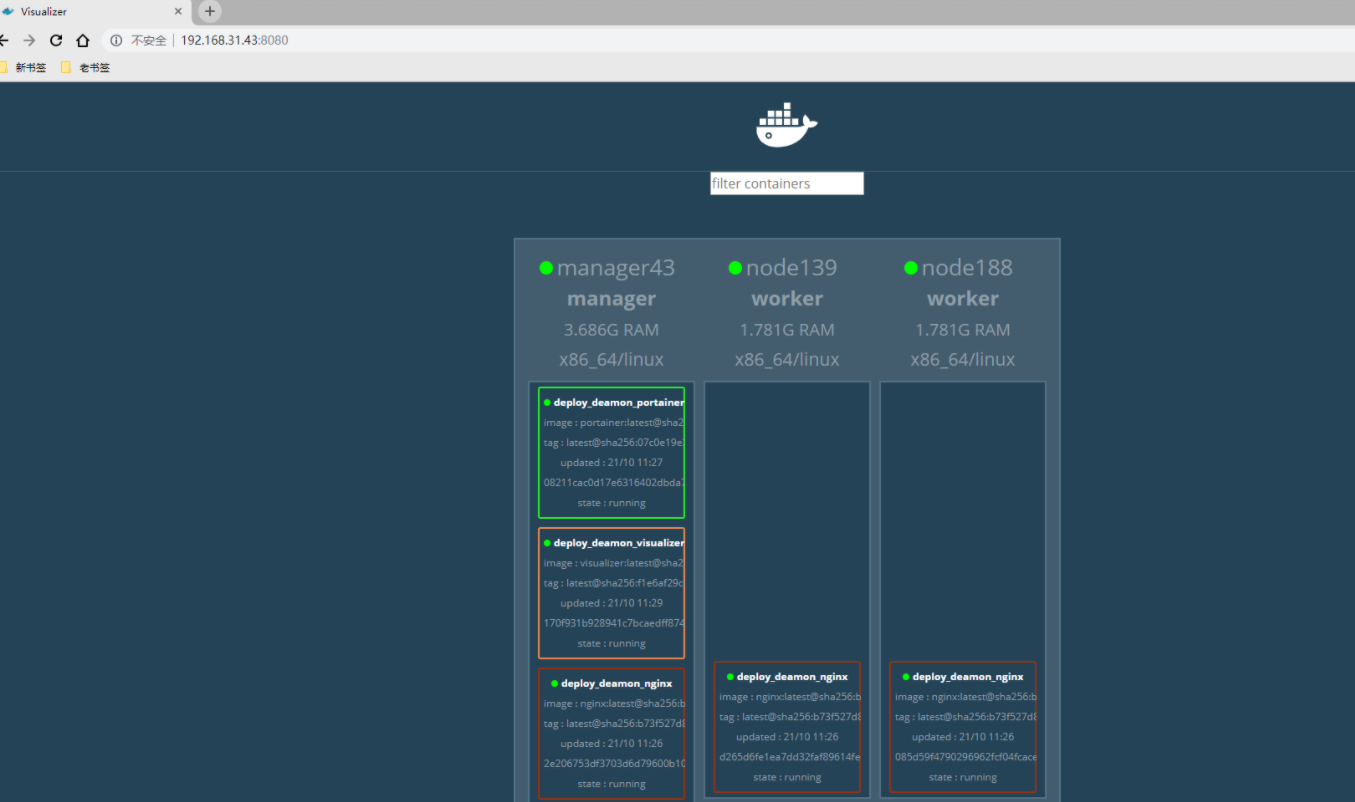 Visualizer
不安全 192.168.31.43:8080
新书签 老书签
filter containers
manager43
manager
3.686G RAM
x86_64/linux
node139
worker
1.781G RAM
x86_64/linux
node188
worker
1.781G RAM
x86_64/linux
deploy_deamon_portainer
image : portainer:latest@sha2
tag : latest@sha256:07c0e19e
updated : 21/10 11:27
08211cac0d17e6316402dbda
state : running
deploy_deamon_visualizer
image : visualizer:latest@sha2
tag : latest@sha256:f1e6af29c
updated : 21/10 11:29
170f931b928941c7bcaedff874
state : running
deploy_deamon_nginx
image : nginx:latest@sha256:b
tag : latest@sha256:b73f527d8
updated : 21/10 11:26
2e206753df3703d6d79600b10
state : running
deploy_deamon_nginx
image : nginx:latest@sha256:b
tag : latest@sha256:b73f527d8
updated : 21/10 11:26
d265d6fe1ea7dd32faf89614fe
state : running
deploy_deamon_nginx
image : nginx:latest@sha256:b
tag : latest@sha256:b73f527d8
updated : 21/10 11:26
085d59f4790296962fcf04fcace
state : running